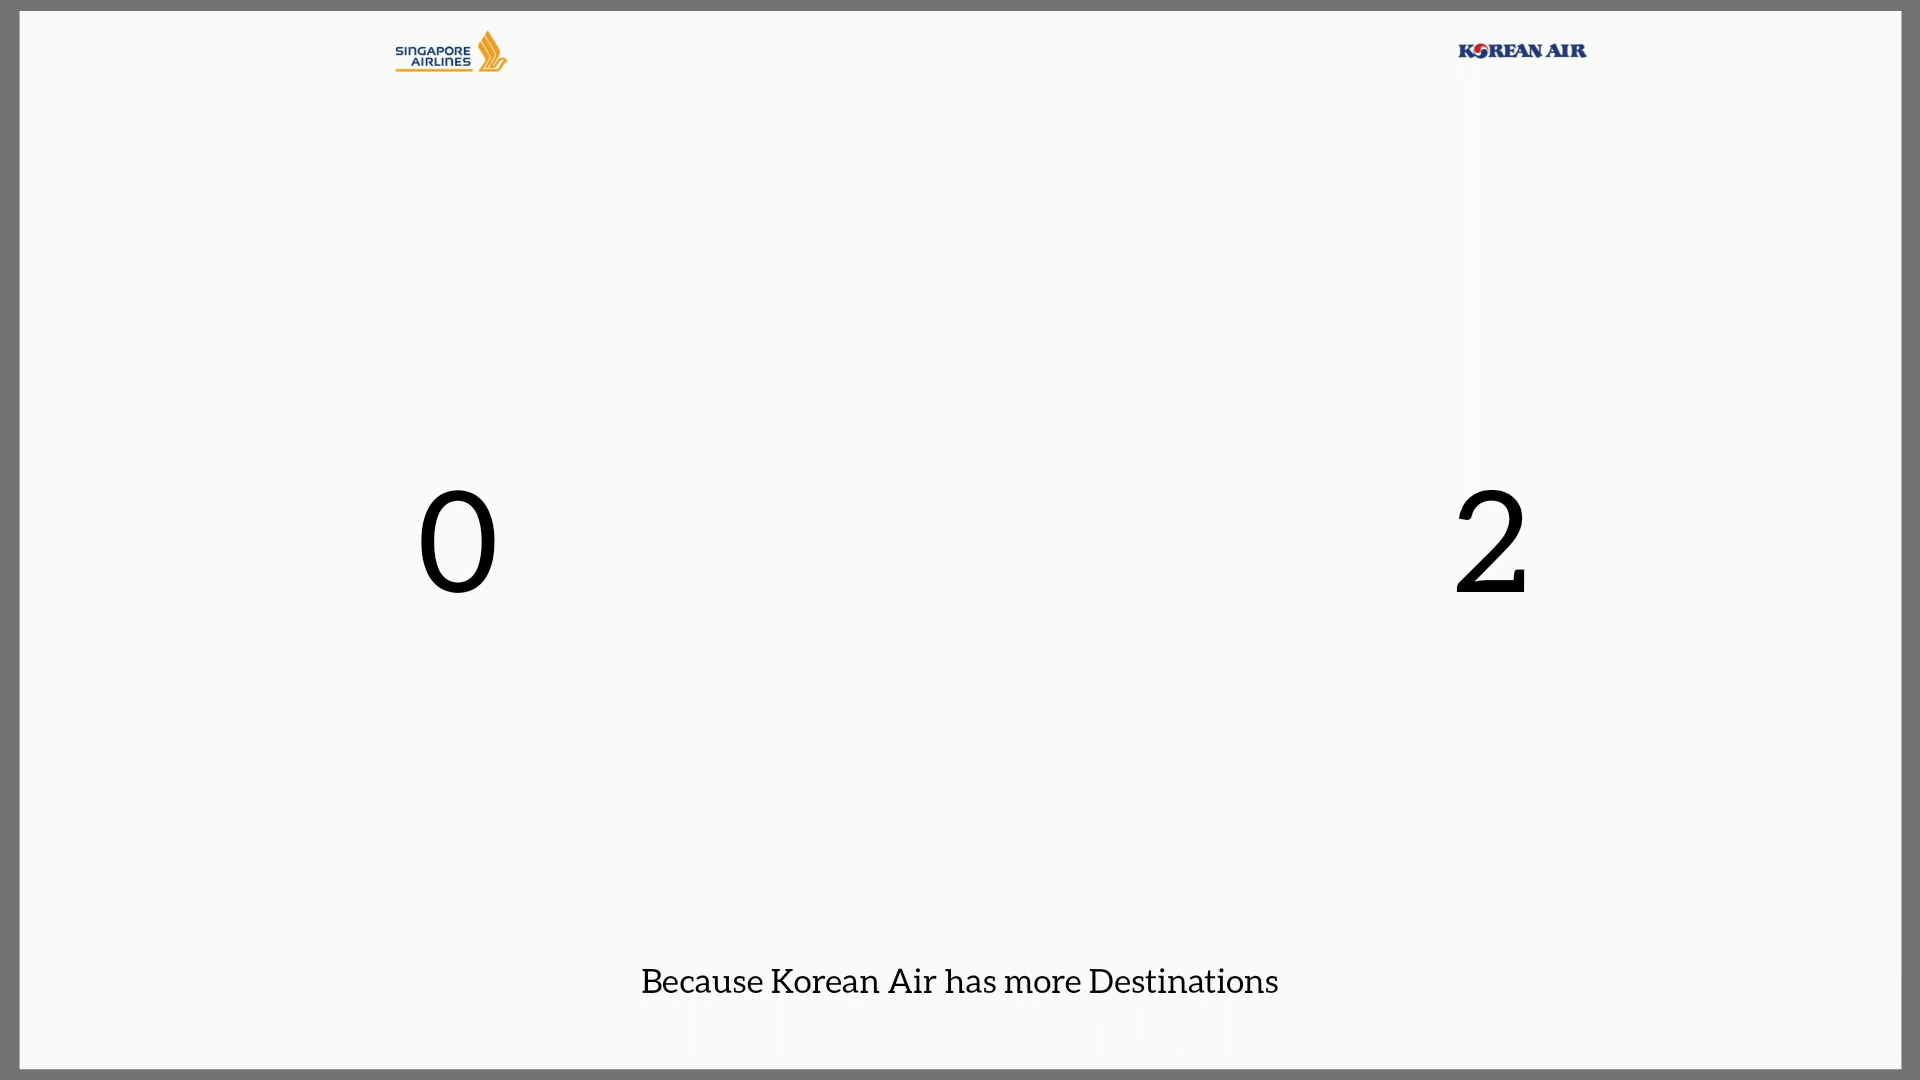 SINGAPORE
AIRLINES
KOREAN AIR
0
2
Because Korean Air has more Destinations